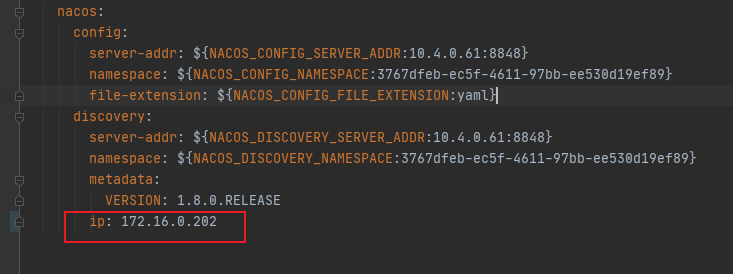 nacos:
config:
server-addr: ${NACOS_CONFIG_SERVER_ADDR:10.4.0.61:8848}
namespace: ${NACOS_CONFIG_NAMESPACE:3767dfeb-ec5f-4611-97bb-ee530d19ef89}
file-extension: ${NACOS_CONFIG_FILE_EXTENSION:yaml}
discovery:
server-addr: ${NACOS_DISCOVERY_SERVER_ADDR:10.4.0.61:8848}
namespace: ${NACOS_DISCOVERY_NAMESPACE:3767dfeb-ec5f-4611-97bb-ee530d19ef89}
metadata:
VERSION: 1.8.0.RELEASE
ip: 172.16.0.202